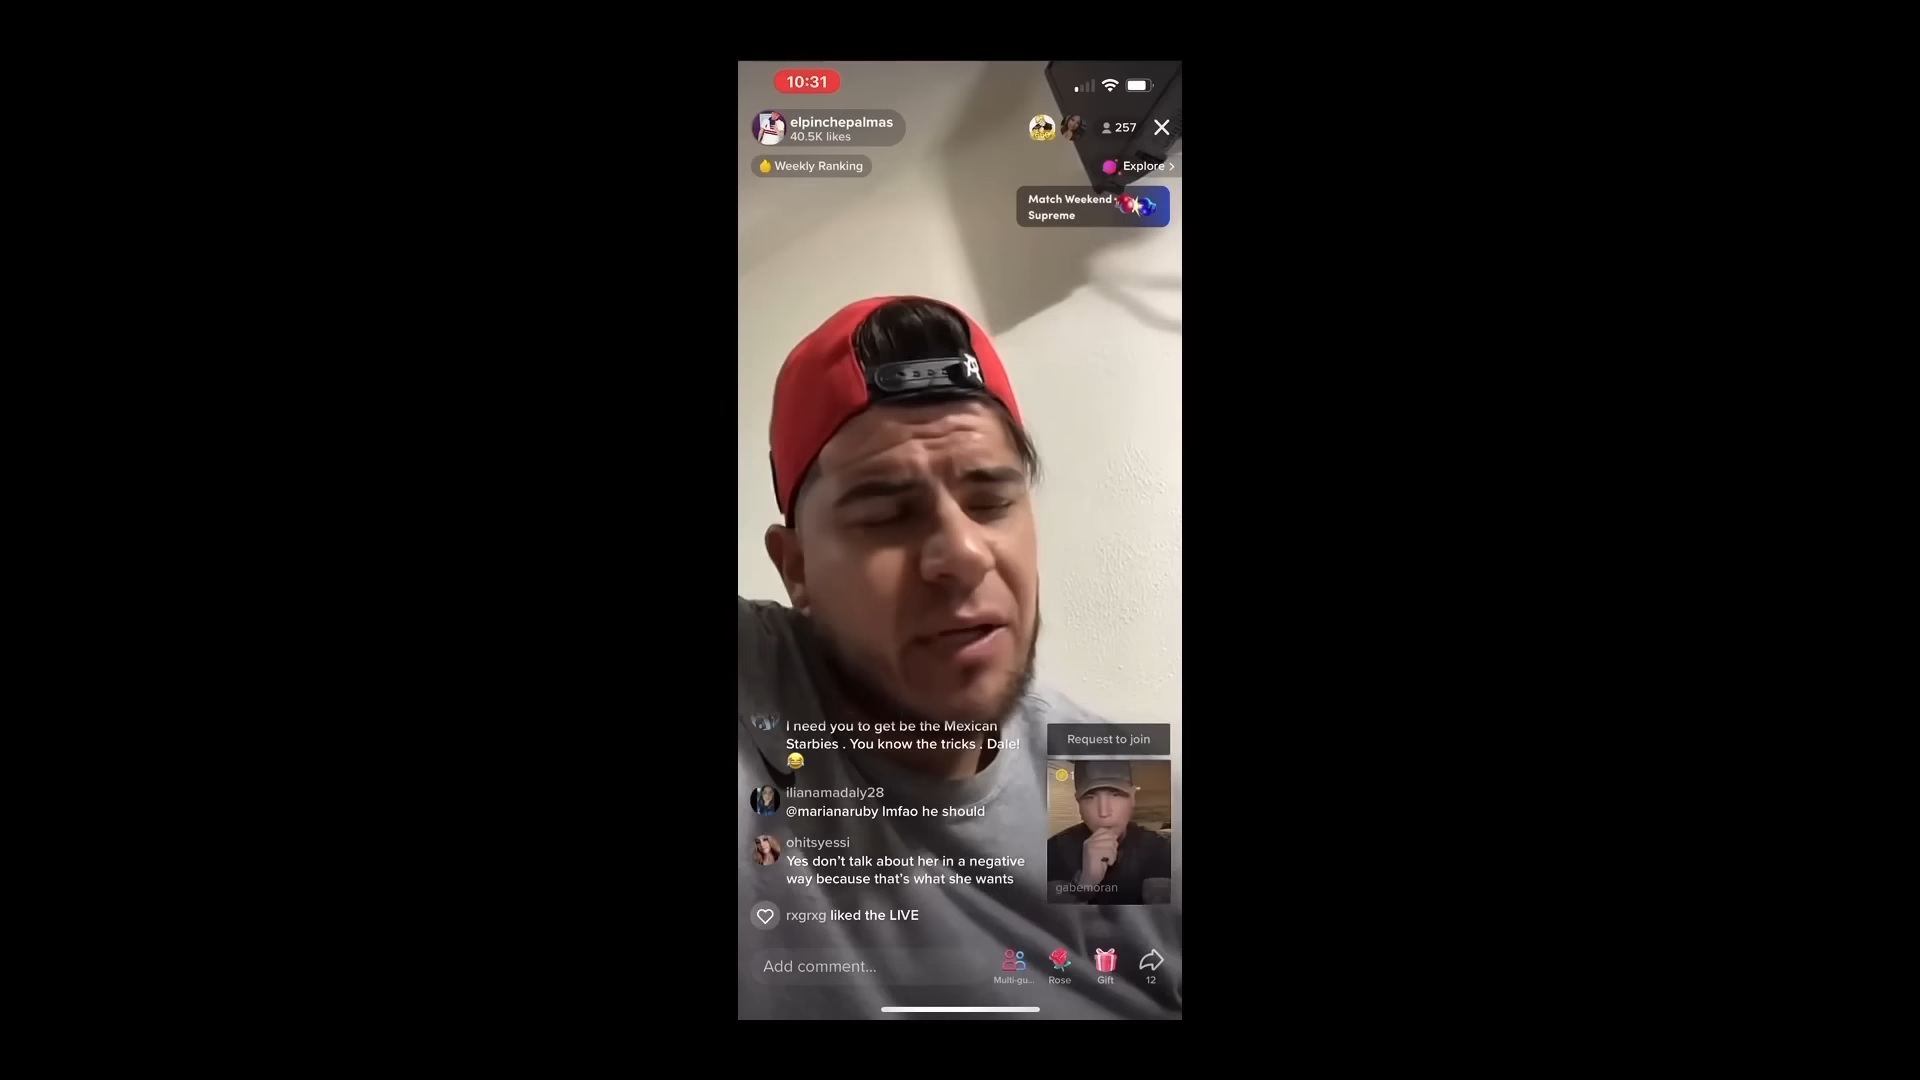 10:31
elpinchepalmas
40.5K likes
257
Weekly Ranking
Explore >
Match Weekend
Supreme
I need you to get be the Mexican
Starbies . You know the tricks . Dale!
😂
Request to join
ilianamadaly28
@marianaruby lmfao he should
ohitsyessi
Yes don’t talk about her in a negative
way because that’s what she wants
gabemoran
rxgrxg liked the LIVE
Add comment...
Multi-gu...
Rose
Gift
12